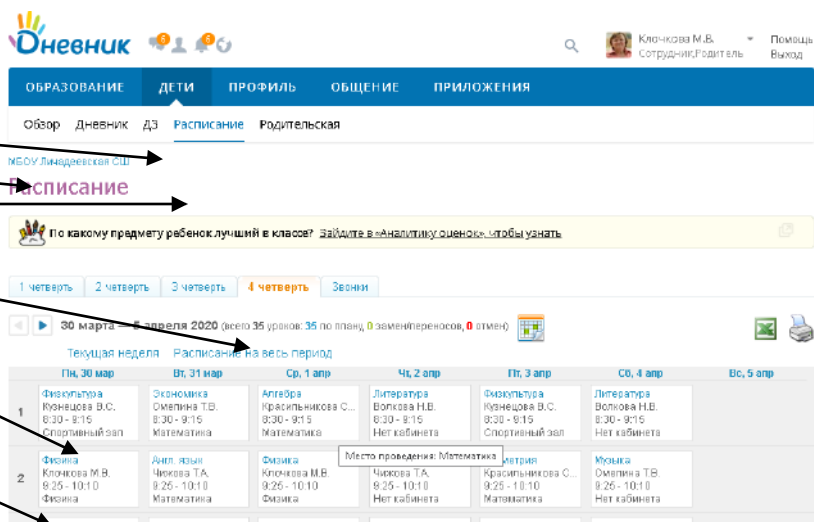 Дневник
6
6
Клочкова М.В.
Помощь
Сотрудник,Родитель
Выход
ОБРАЗОВАНИЕ ДЕТИ ПРОФИЛЬ ОБЩЕНИЕ ПРИЛОЖЕНИЯ
Обзор Дневник ДЗ Расписание Родительская
МБОУ Личадеевская СШ
Расписание
По какому предмету ребенок лучший в классе? Зайдите в «Аналитику оценок», чтобы узнать
1 четверть 2 четверть 3 четверть 4 четверть Звонки
30 марта — 5 апреля 2020 (всего 35 уроков: 35 по плану, 0 замен/переносов, 0 отмен)
Текущая неделя Расписание на весь период
Пн, 30 мар Вт, 31 мар Ср, 1 апр Чт, 2 апр Пт, 3 апр Сб, 4 апр Вс, 5 апр
1
Физкультура Экономика Алгебра Литература Физкультура Литература
Кузнецова В.С. Омелина Т.В. Красильникова С... Волкова Н.В. Кузнецова В.С. Волкова Н.В.
8:30 - 9:15 8:30 - 9:15 8:30 - 9:15 8:30 - 9:15 8:30 - 9:15 8:30 - 9:15
Спортивный зал Математика Математика Нет кабинета Спортивный зал Нет кабинета
Место проведения: Математика
2
Физика Англ. язык Физика метрия Музыка
Клочкова М.В. Чижова Т.А. Клочкова М.В. Чижова Т.А. Красильникова С... Омелина Т.В.
9:25 - 10:10 9:25 - 10:10 9:25 - 10:10 9:25 - 10:10 9:25 - 10:10 9:25 - 10:10
Физика Математика Физика Нет кабинета Математика Нет кабинета